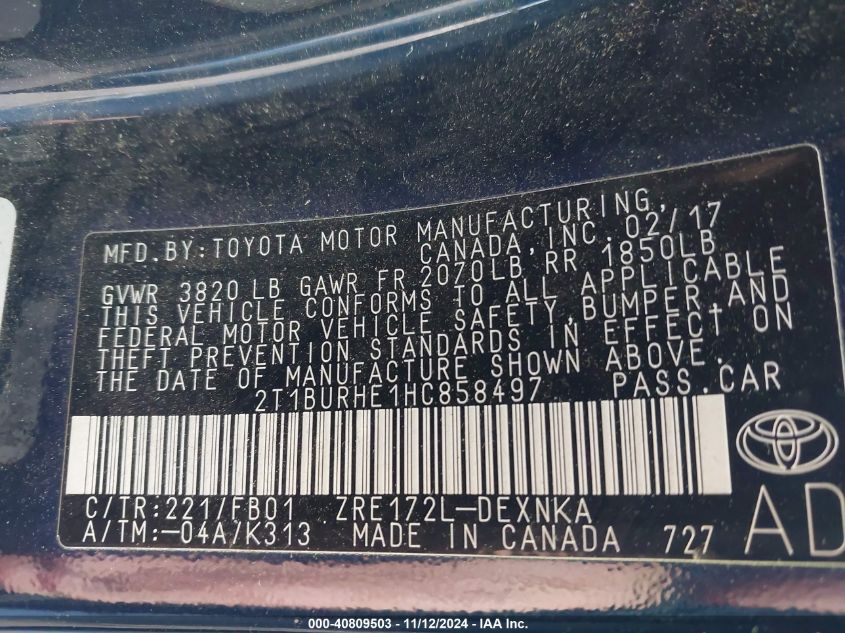 MFD.BY:TOYOTA MOTOR MANUFACTURING,
CANADA, INC. 02/17
GVWR 3820 LB GAWR FR 2070LB RR 1850LB
THIS VEHICLE CONFORMS TO ALL APPLICABLE
FEDERAL MOTOR VEHICLE SAFETY,BUMPER,AND
THEFT PREVENTION STANDARDS IN EFFECT ON
THE DATE OF MANUFACTURE SHOWN ABOVE.
2T1BURHE1HC858497 PASS.CAR
C/TR:221/FB01 ZRE172L-DEXNKA
A/TM:-04A/K313 MADE IN CANADA 727
AD
000-40809503 - 11/12/2024 - IAA Inc.